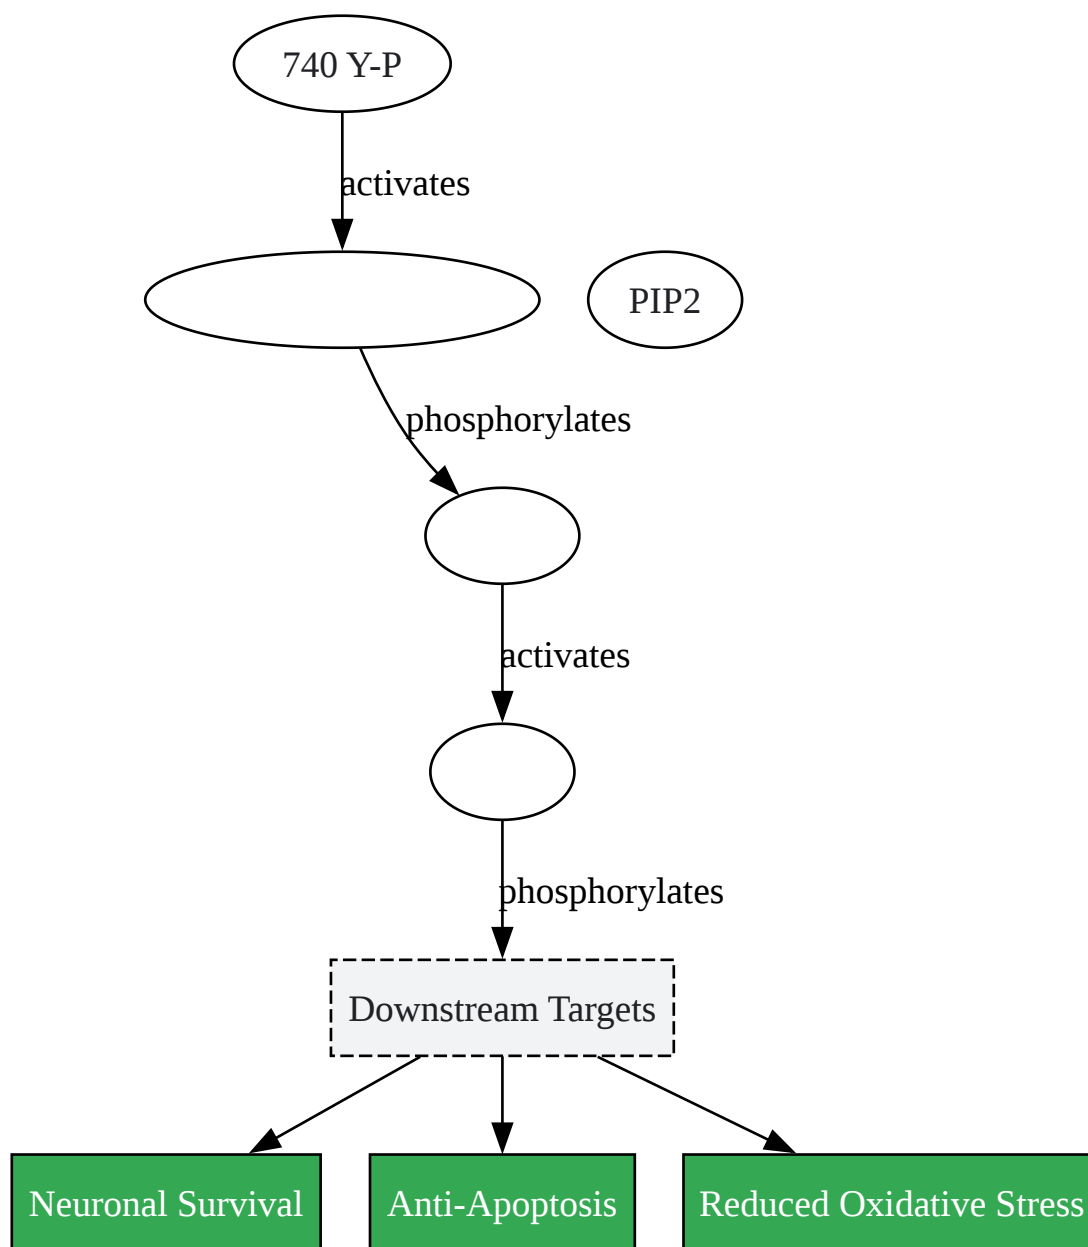 740 Y-P
activates
PIP2
phosphorylates
activates
phosphorylates
Downstream Targets
Neuronal Survival
Anti-Apoptosis
Reduced Oxidative Stress